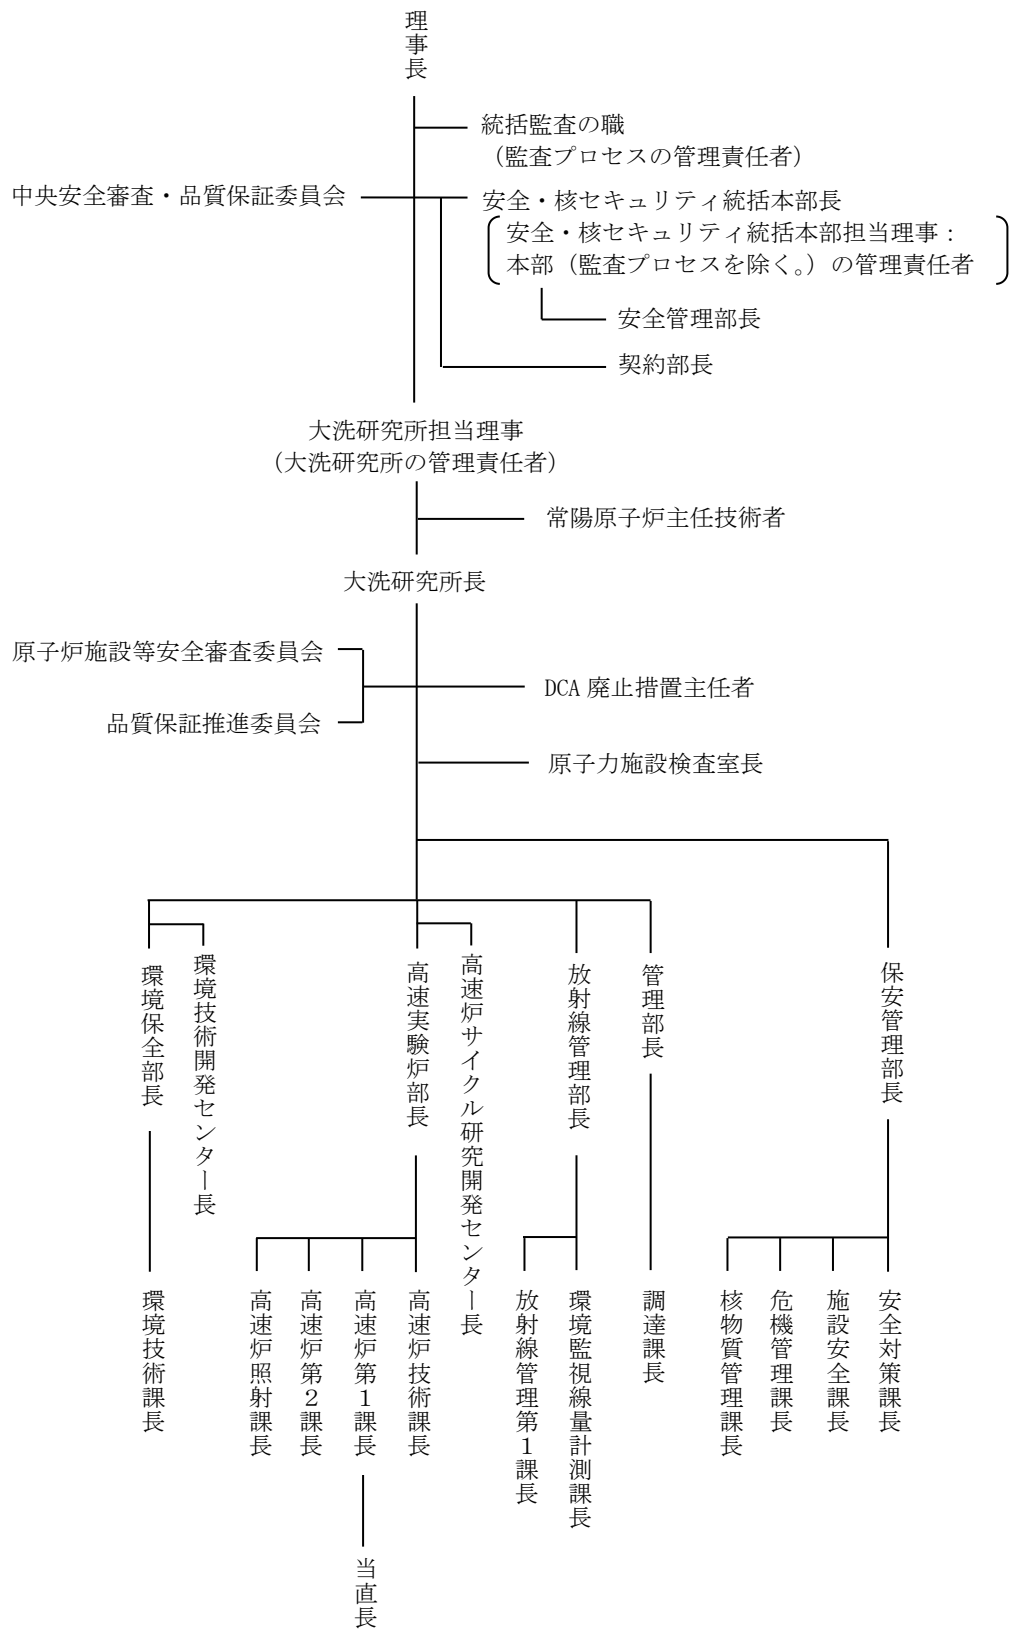 理事長
統括監査の職
（監査プロセスの管理責任者）
中央安全審査・品質保証委員会
安全・核セキュリティ統括本部長
安全・核セキュリティ統括本部担当理事：
本部（監査プロセスを除く。）の管理責任者
安全管理部長
契約部長
大洗研究所担当理事
（大洗研究所の管理責任者）
常陽原子炉主任技術者
大洗研究所長
原子炉施設等安全審査委員会
DCA 廃止措置主任者
品質保証推進委員会
原子力施設検査室長
環境保全部長
環境技術開発センター長
高速実験炉部長
高速炉サイクル研究開発センター長
放射線管理部長
管理部長
保安管理部長
環境技術課長
高速炉照射課長
高速炉第２課長
高速炉第１課長
高速炉技術課長
放射線管理第１課長
環境監視線量計測課長
調達課長
核物質管理課長
危機管理課長
施設安全課長
安全対策課長
当直長